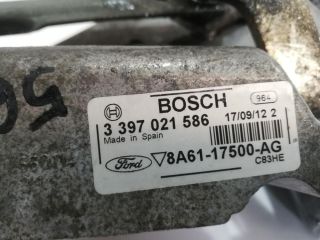 BOSCH
964
3 397 021 586
17/09/12 2
Made in Spain
Ford
8A61-17500-AG
C83HE